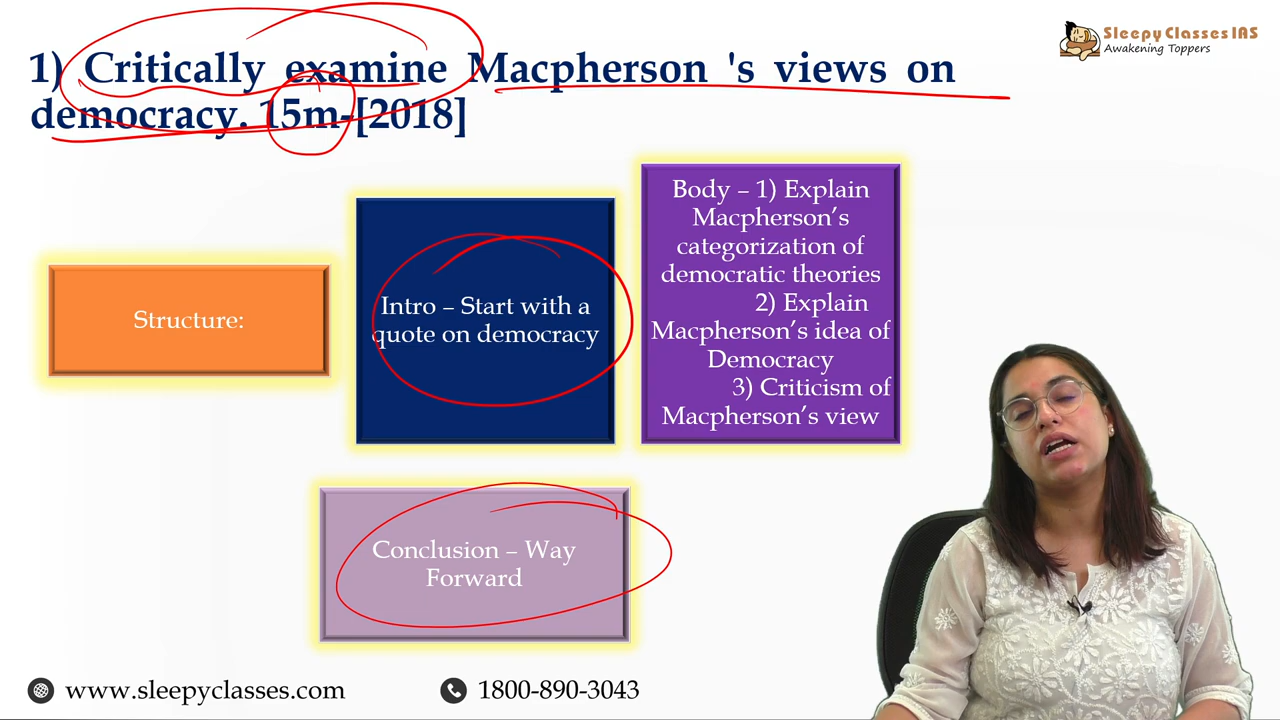 1) Critically examine Macpherson 's views on
democracy. 15m-[2018]
Sleepy Classes IAS
Awakening Toppers
Structure:
Intro – Start with a
quote on democracy
Body – 1) Explain
Macpherson’s
categorization of
democratic theories
2) Explain
Macpherson’s idea of
Democracy
3) Criticism of
Macpherson’s view
Conclusion – Way
Forward
www.sleepyclasses.com
1800-890-3043